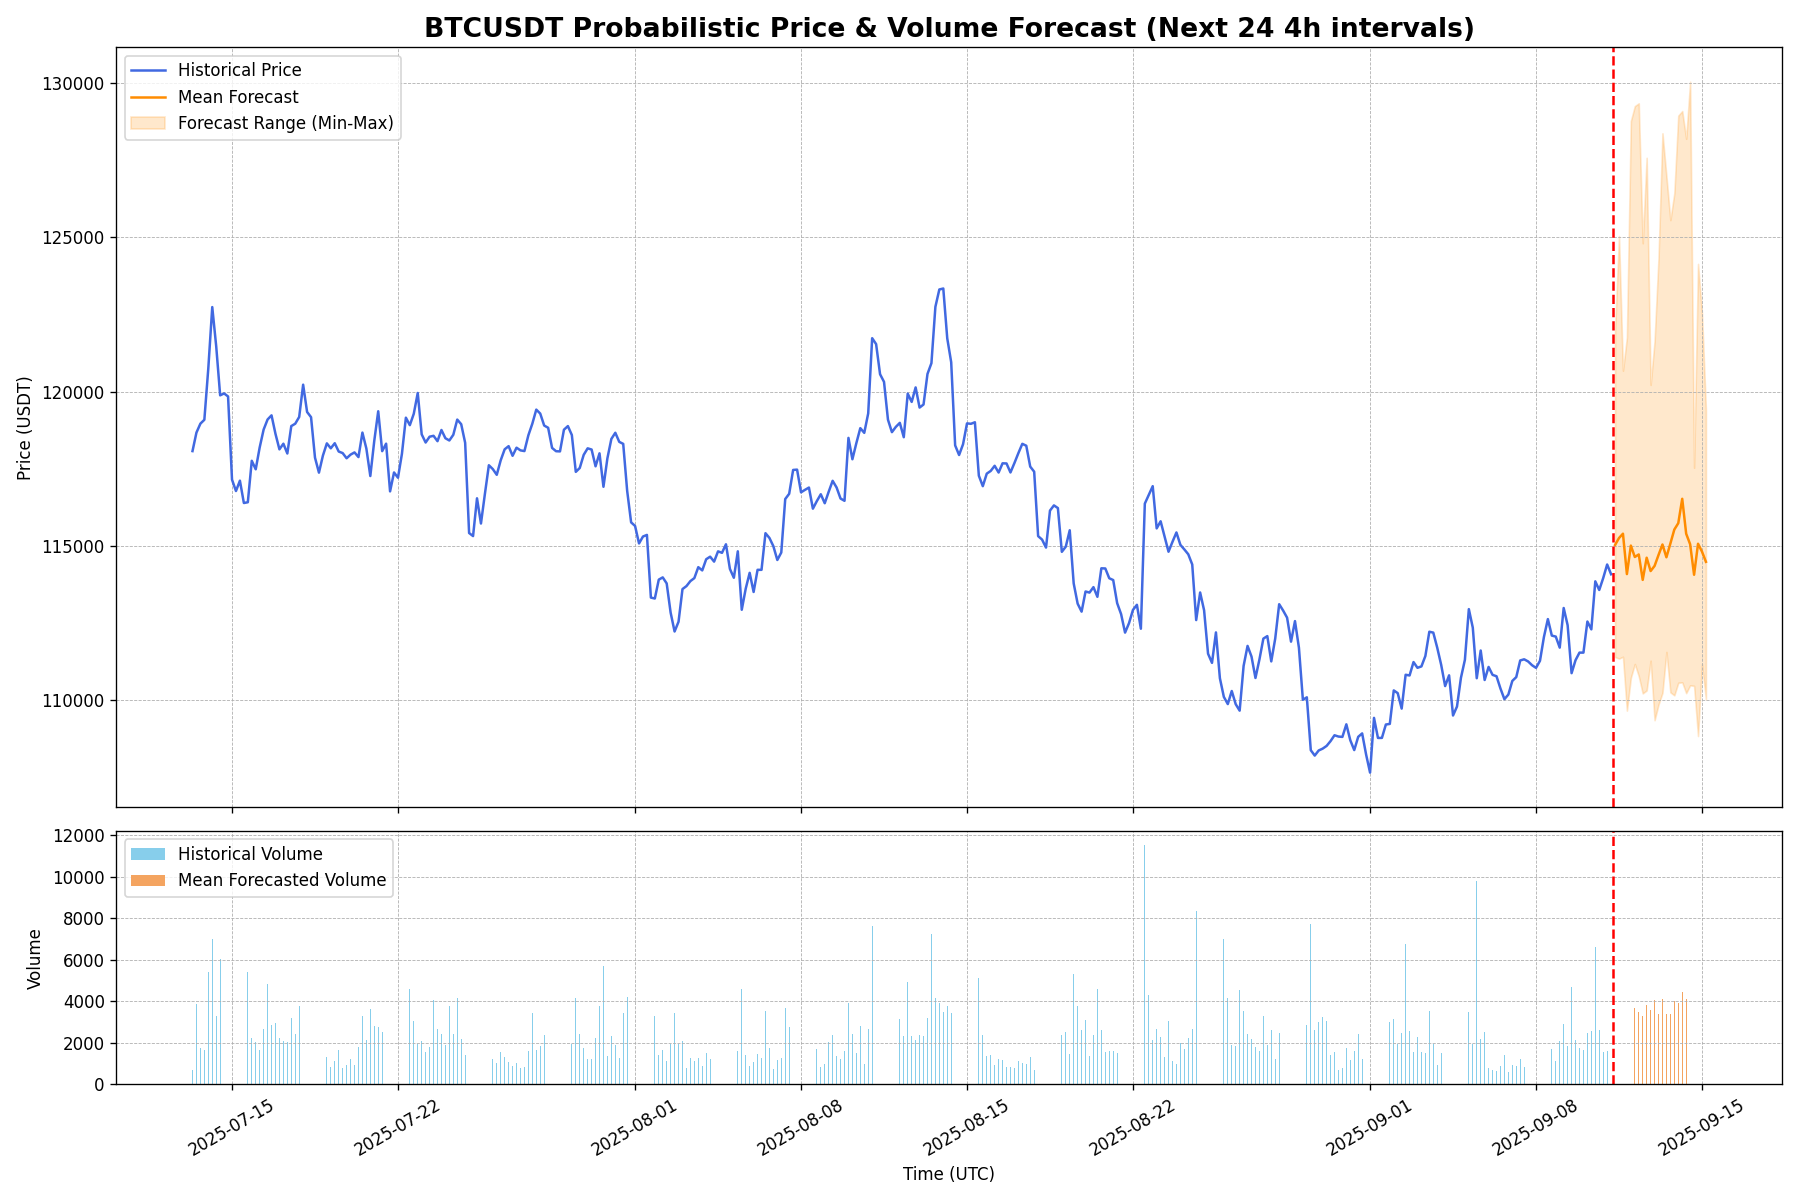 BTCUSDT Probabilistic Price & Volume Forecast (Next 24 4h intervals)
Historical Price
Mean Forecast
Forecast Range (Min-Max)
130000
125000
120000
115000
110000
Price (USDT)
Historical Volume
Mean Forecasted Volume
12000
10000
8000
6000
4000
2000
0
Volume
2025-07-15
2025-07-22
2025-08-01
2025-08-08
2025-08-15
2025-08-22
2025-09-01
2025-09-08
2025-09-15
Time (UTC)